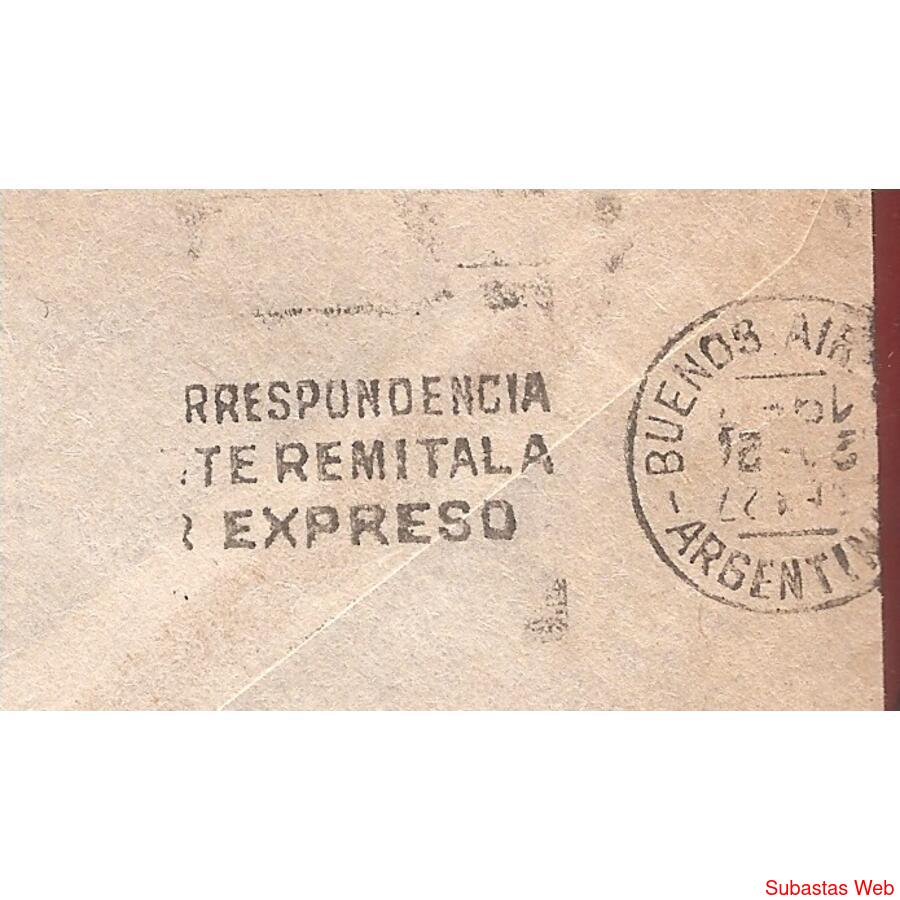 RRESPONDENCIA
TE REMITALA
EXPRESO
BUENOS AIR
- ARGENTIN
Subastas Web